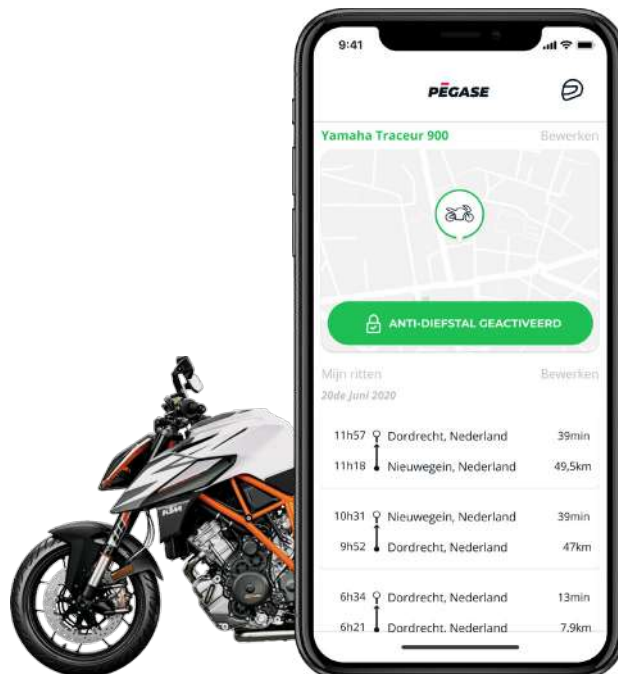 9:41
PĒGASE
Yamaha Traceur 900 Bewerken
ANTI-DIEFSTAL GEACTIVEERD
Mijn ritten Bewerken
20de Juni 2020
11h57 Dordrecht, Nederland 39min
11h18 Nieuwegein, Nederland 49,5km
10h31 Nieuwegein, Nederland 39min
9h52 Dordrecht, Nederland 47km
6h34 Dordrecht, Nederland 13min
6h21 Dordrecht, Nederland 7,9km
KTM